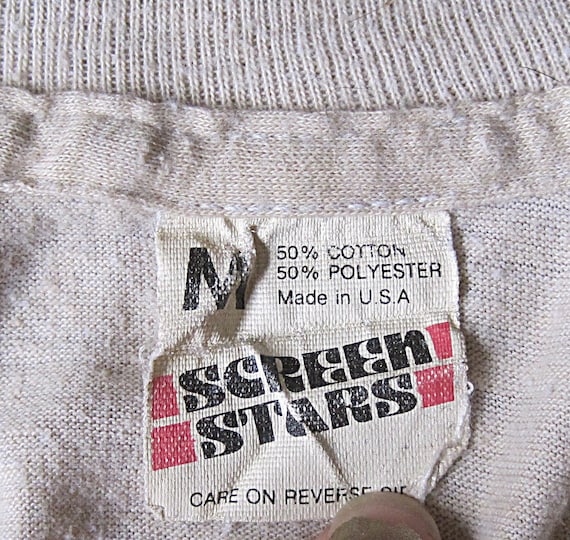 M
50% COTTON
50% POLYESTER
Made in U.S.A
SCREEN
STARS
CARE ON REVERSE